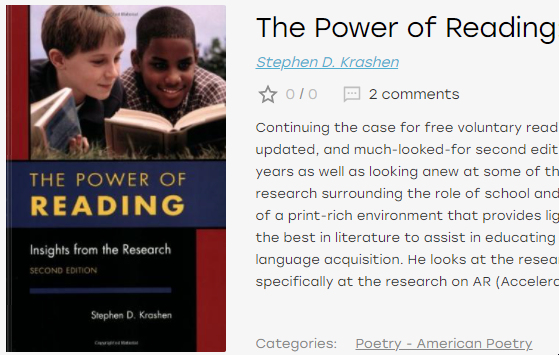 Copyrighted Material
THE POWER OF
READING
Insights from the Research
SECOND EDITION
Stephen D. Krashen
Copyrighted Material
The Power of Reading
Stephen D. Krashen
0 / 0
2 comments
Continuing the case for free voluntary read
updated, and much-looked-for second edit
years as well as looking anew at some of th
research surrounding the role of school and
of a print-rich environment that provides lig
the best in literature to assist in educating
language acquisition. He looks at the resea
specifically at the research on AR (Accelera
Categories: Poetry - American Poetry